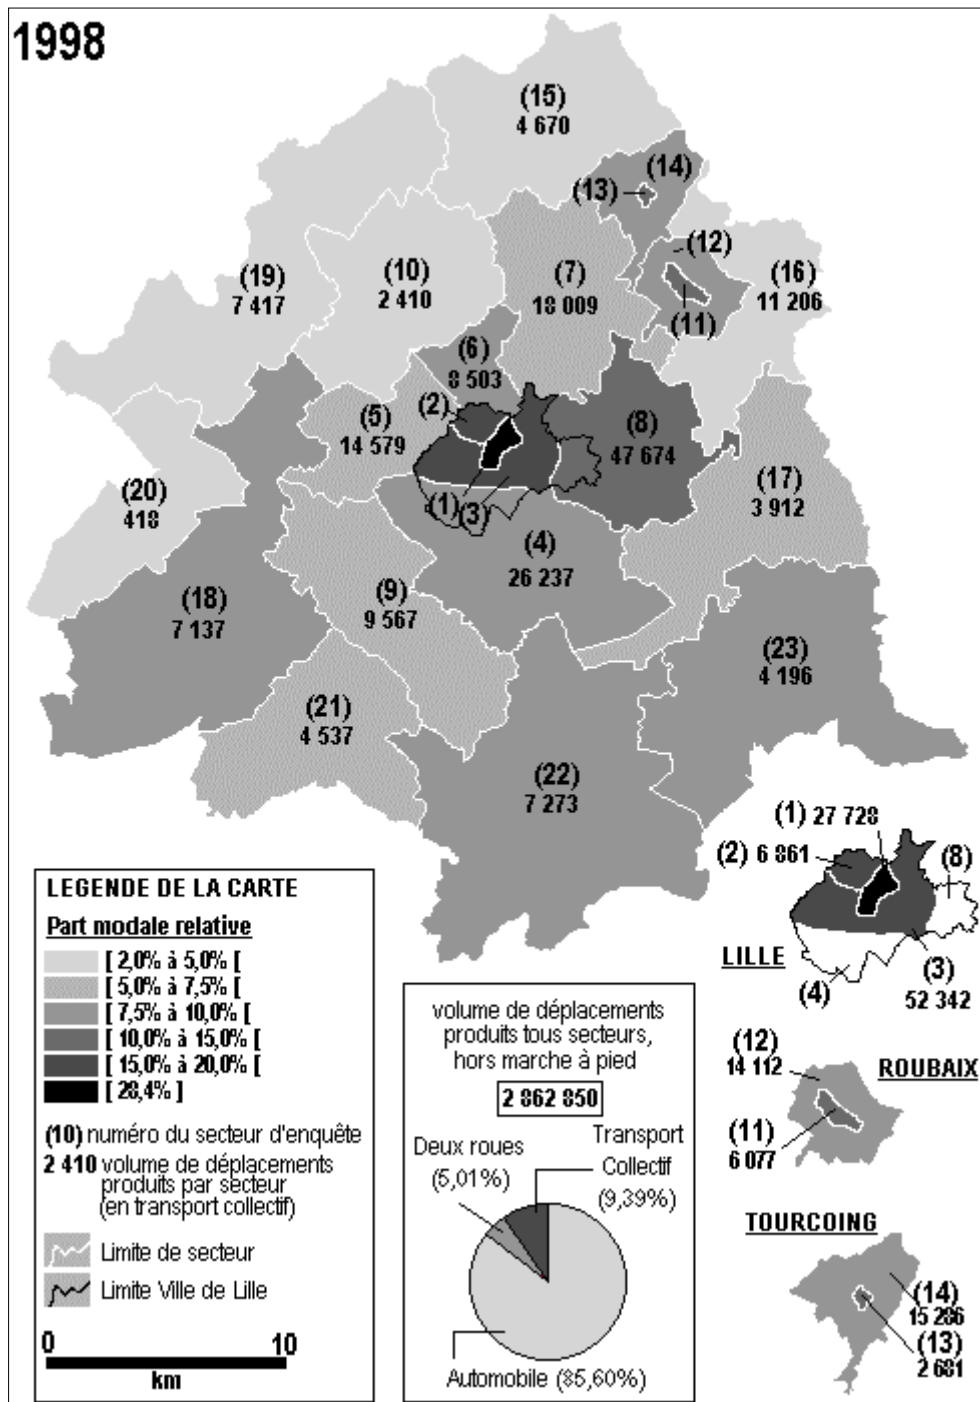 1998
(15)
4 670
(14)
(13)
(12)
(19)
7 417
(10)
2 410
(7)
18 009
(16)
11 206
(11)
(6)
8 503
(2)
(5)
14 579
(8)
47 674
(20)
418
(17)
3 912
(1)
(3)
(4)
26 237
(18)
7 137
(9)
9 567
(23)
4 196
(21)
4 537
(22)
7 273
(1) 27 728
(2) 6 861
(8)
LILLE
(4)
(3)
52 342
(12)
14 112
ROUBAIX
(11)
6 077
TOURCOING
(14)
15 286
(13)
2 681
LEGENDE DE LA CARTE
Part modale relative
[ 2,0% à 5,0% [
[ 5,0% à 7,5% [
[ 7,5% à 10,0% [
[ 10,0% à 15,0% [
[ 15,0% à 20,0% [
[ 28,4% ]
(10) numéro du secteur d'enquête
2 410 volume de déplacements
produits par secteur
(en transport collectif)
Limite de secteur
Limite Ville de Lille
0 10
km
volume de déplacements
produits tous secteurs,
hors marche à pied
2 862 850
Deux roues
(5,01%)
Transport
Collectif
(9,39%)
Automobile (85,60%)